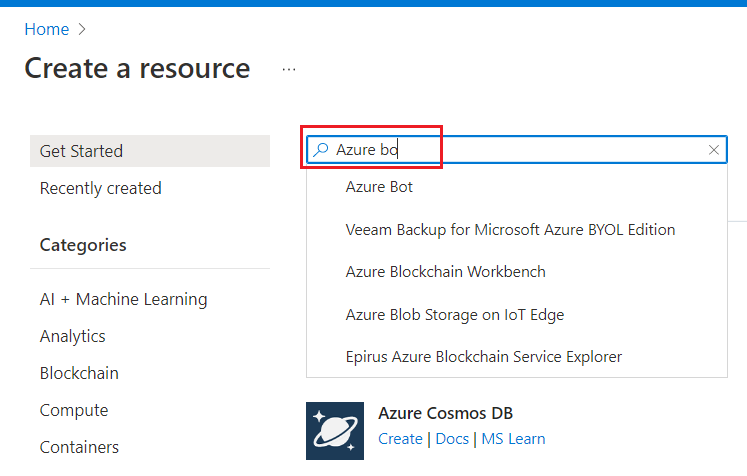 Home >
Create a resource ...
Get Started
Recently created
Categories
AI + Machine Learning
Analytics
Blockchain
Compute
Containers
Azure bo
Azure Bot
Veeam Backup for Microsoft Azure BYOL Edition
Azure Blockchain Workbench
Azure Blob Storage on IoT Edge
Epirus Azure Blockchain Service Explorer
Azure Cosmos DB
Create | Docs | MS Learn